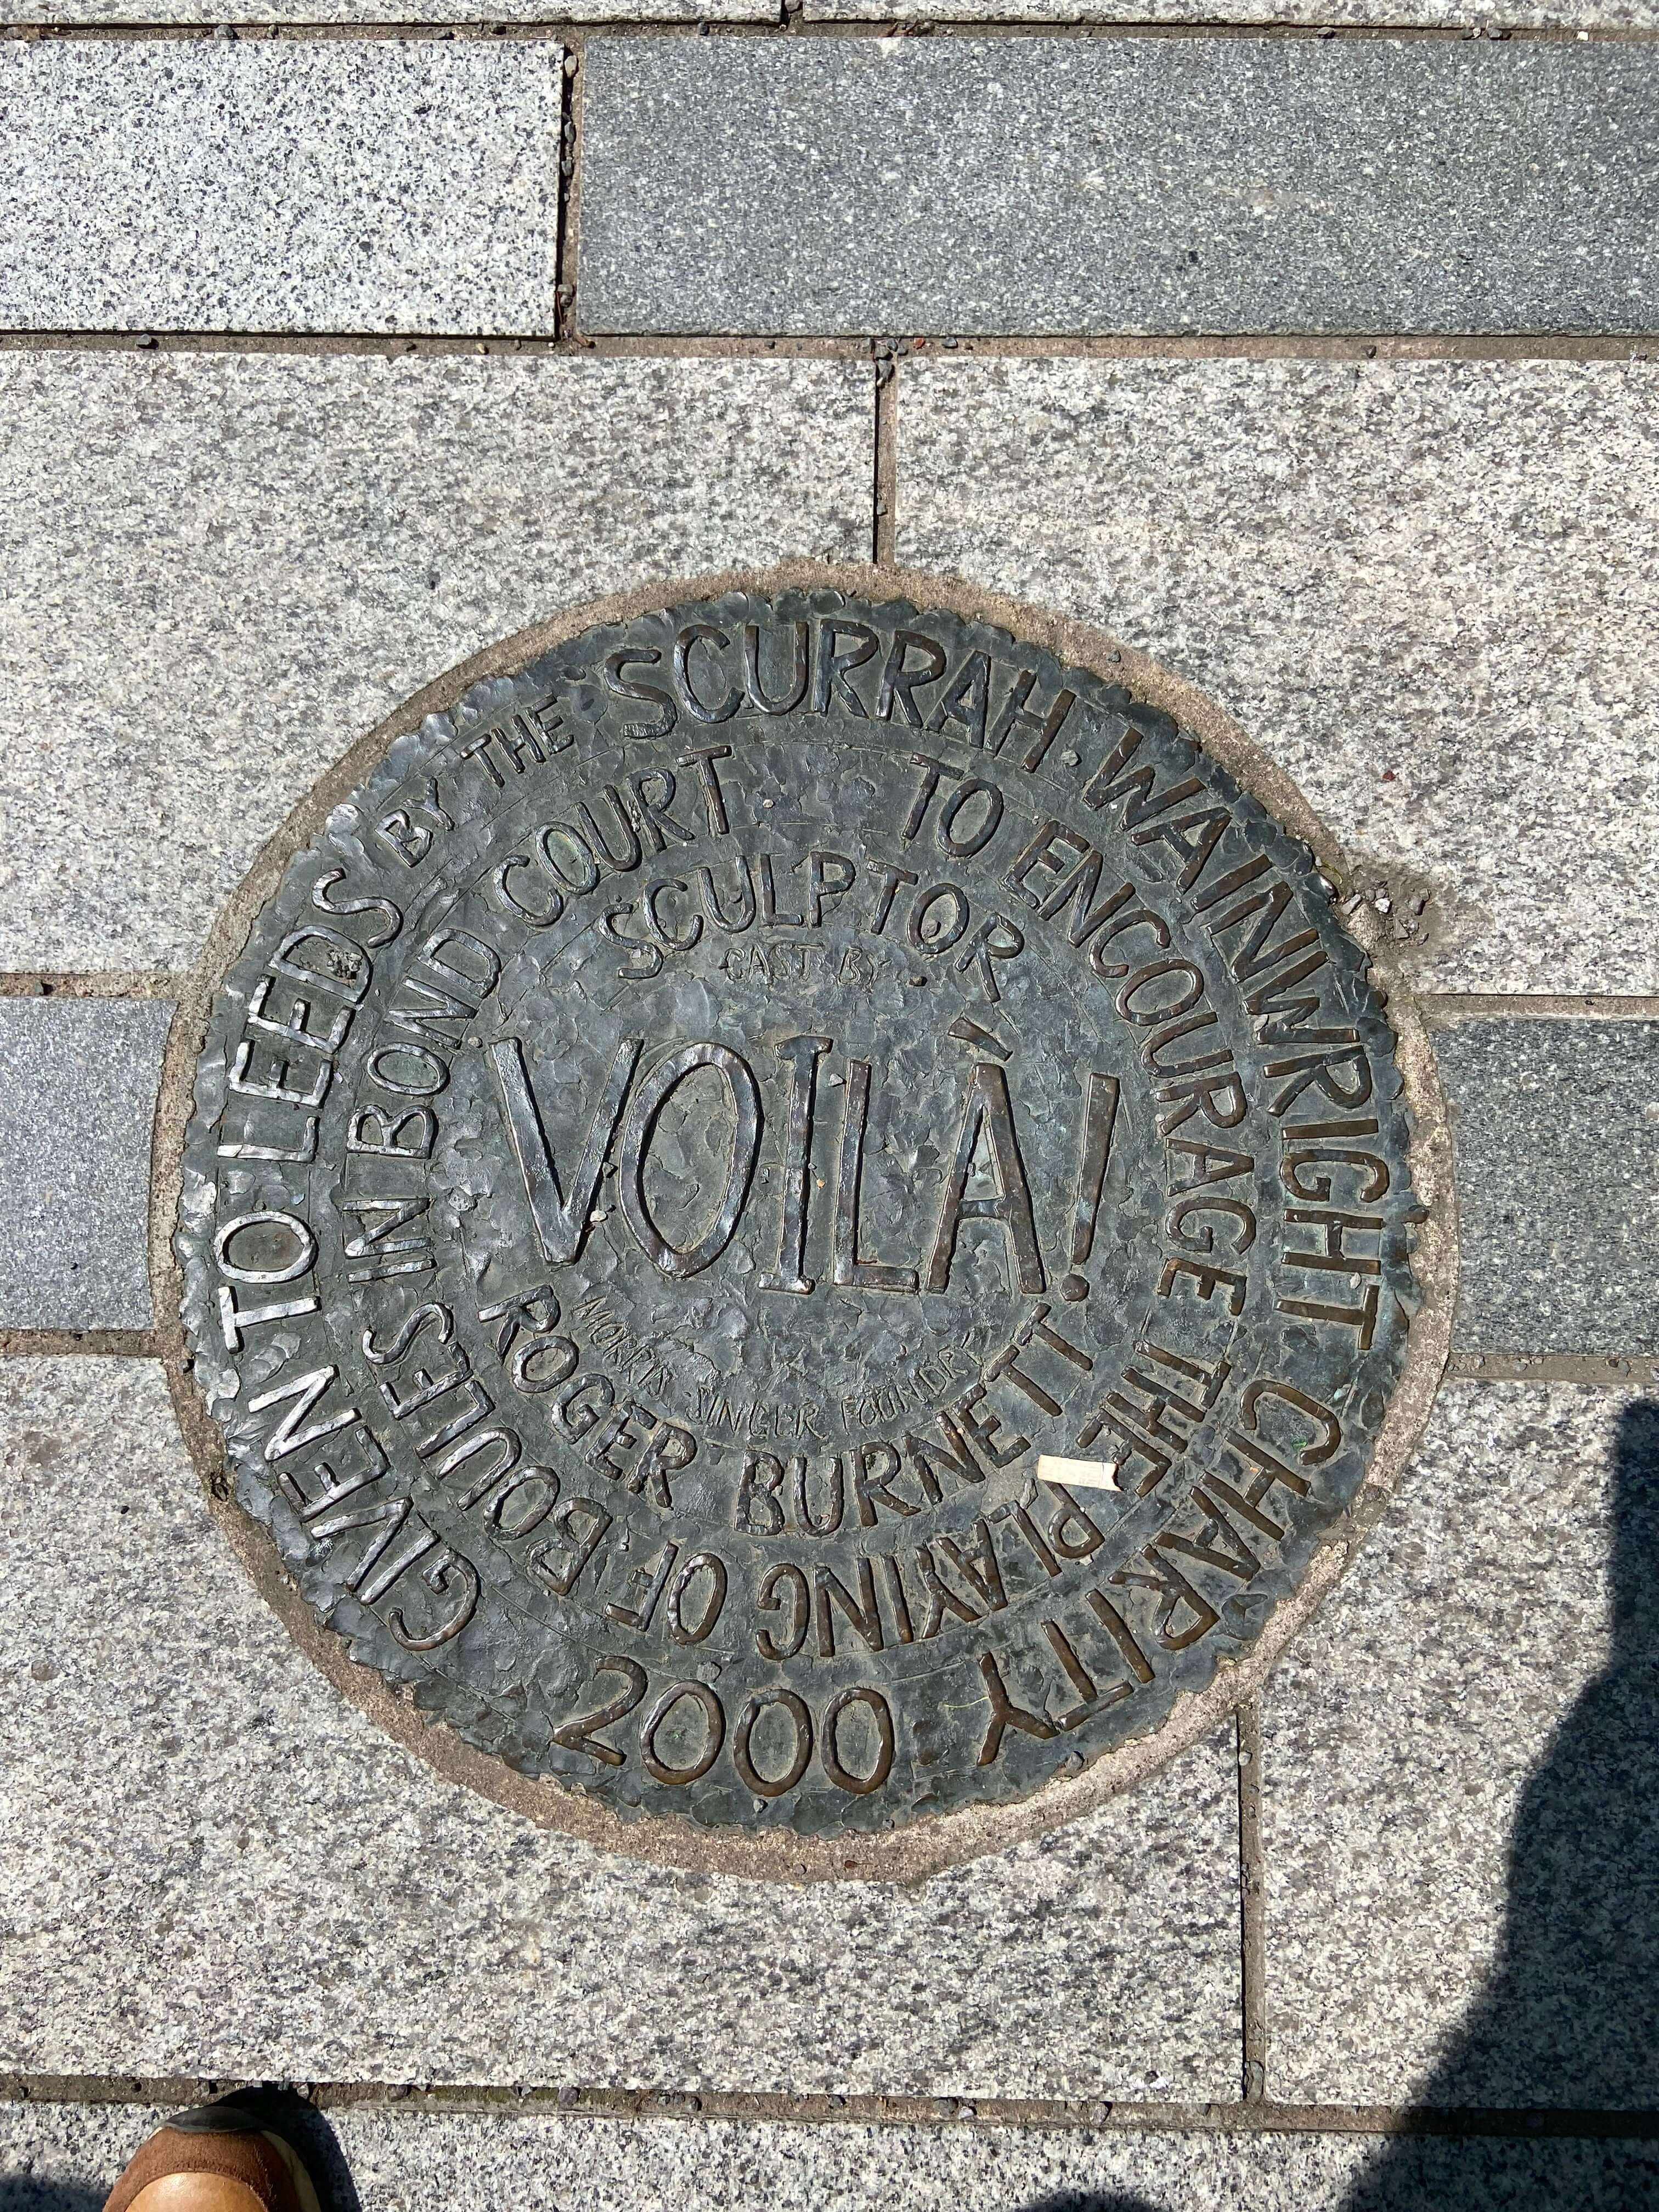 GIVEN TO LEEDS BY THE SCURRAH·WAINWRIGHT CHARITY 2000
TO ENCOURAGE THE PLAYING OF BOULES IN BOND COURT
SCULPTOR ROGER BURNETT
CAST BY MORRIS SINGER FOUNDERS
VOILÀ!